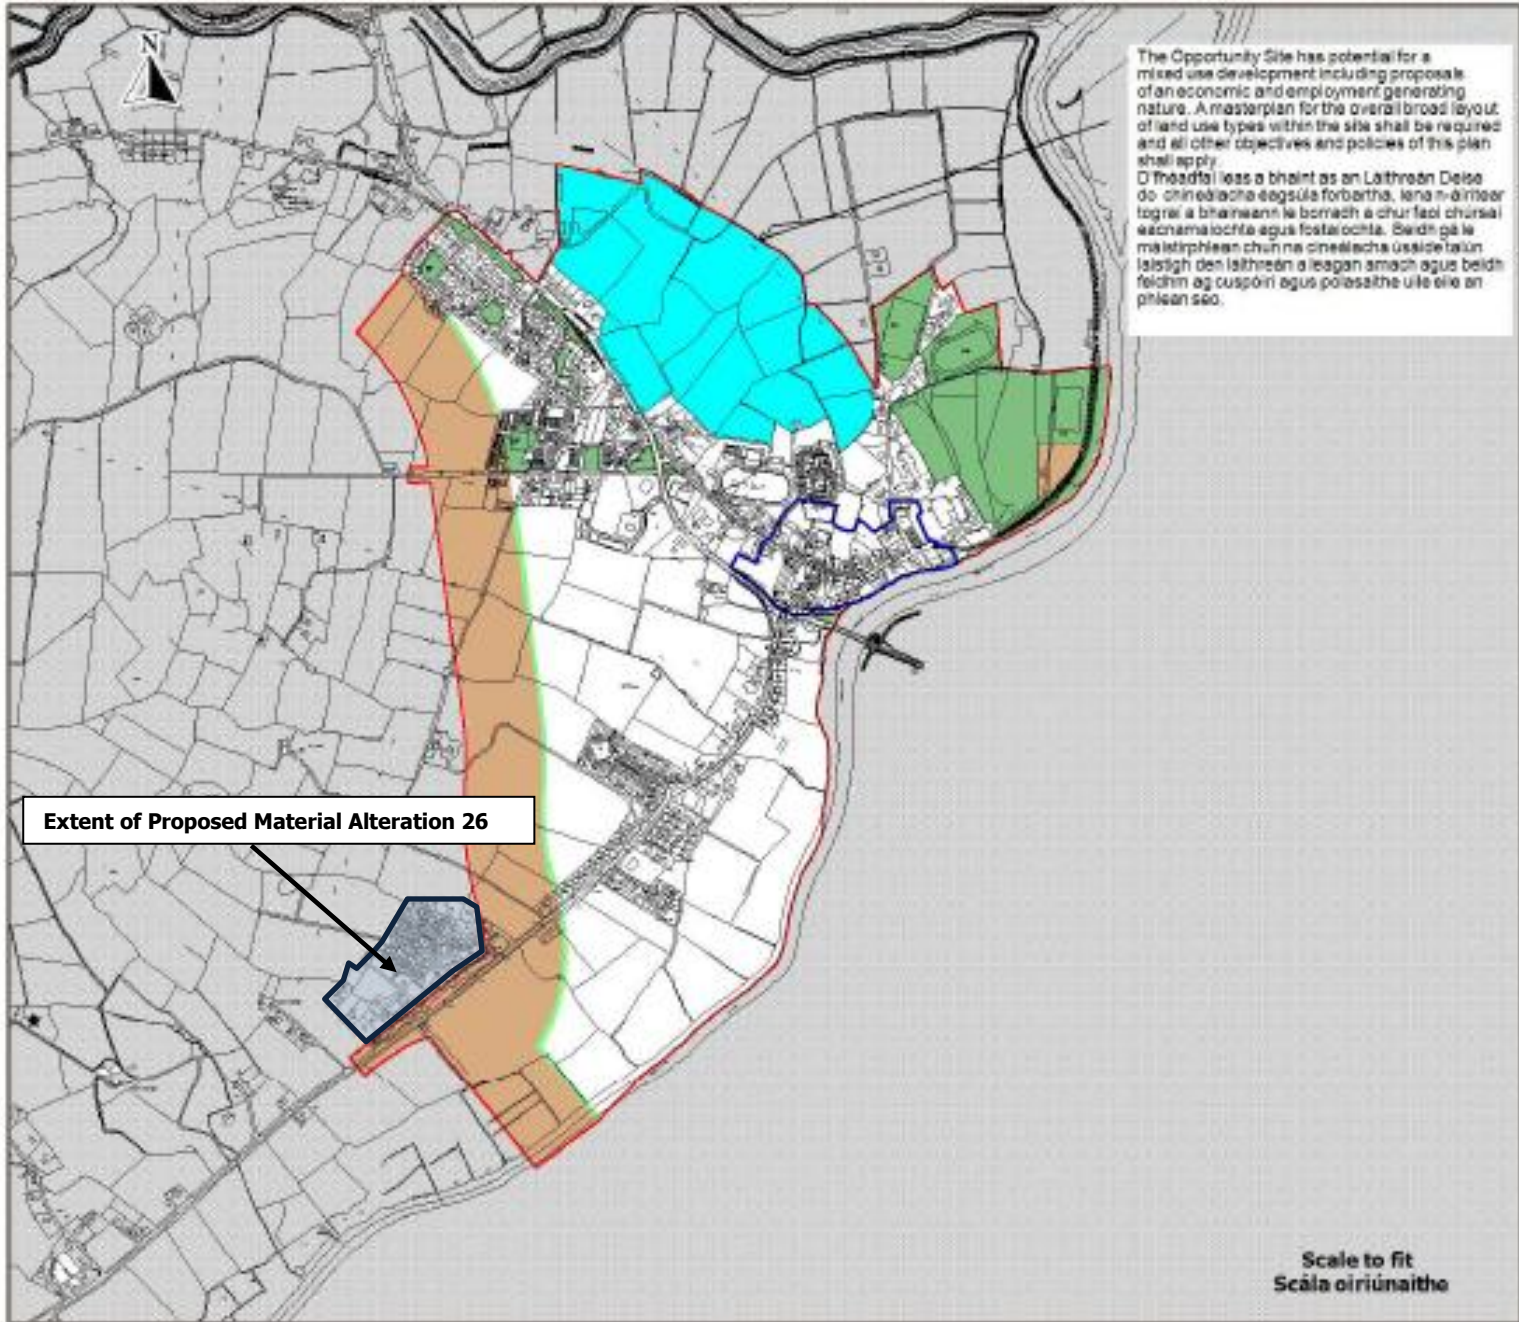 N
The Opportunity Site has potential for a
mixed use development including proposals
of an economic and employment generating
nature. A masterplan for the overall broad layout
of land use types within the site shall be required
and all other objectives and policies of this plan
shall apply.
D'fhéadfaí leas a bhaint as an Láithreán Deise
do chineálacha éagsúla forbartha, lena n-áirítear
tograí a bhaineann le borradh a chur faoi chúrsaí
eacnamaíochta agus fostaíochta. Beidh gá le
máistirphlean chun na cineálacha úsáide talún
laistigh den láithreán a leagan amach agus beidh
feidhm ag cuspóirí agus polasaithe uile eile an
phlean seo.
Extent of Proposed Material Alteration 26
Scale to fit
Scála oiriúnaithe